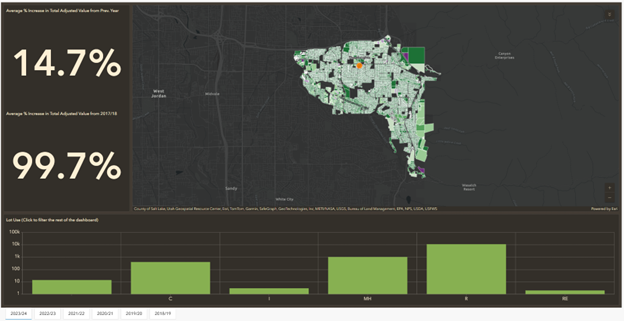 Average % Increase in Total Adjusted Value from Prev. Year
14.7%
Average % Increase in Total Adjusted Value from 2017/18
99.7%
West
Jordan
Midvale
Sandy
White City
Canyon
Enterprises
County of Salt Lake, Utah Geospatial Resource Center, Esri, TomTom, Garmin, SafeGraph, GeoTechnologies, Inc, METI/NASA, USGS, Bureau of Land Management, EPA, NPS, USDA, USFWS
Powered by Esri
Lot Use (Click to filter the rest of the dashboard)
100k
10k
1k
100
10
1
C
I
MH
R
RE
2023/24 2022/23 2021/22 2020/21 2019/20 2018/19